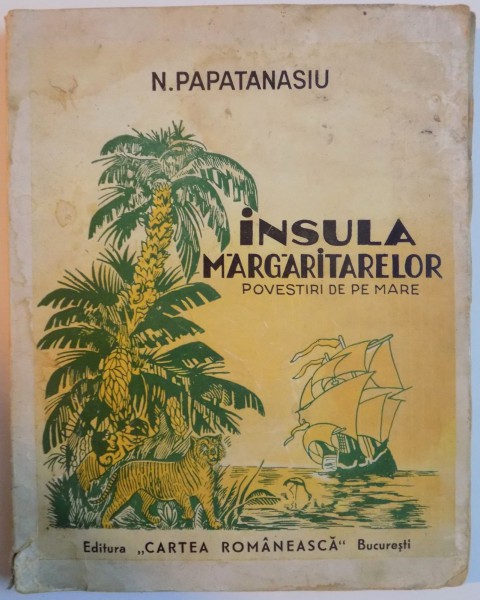 N. PAPATANASIU
INSULA
MĂRGĂRITARELOR
POVESTIRI DE PE MARE
Editura „CARTEA ROMÂNEASCĂ" București